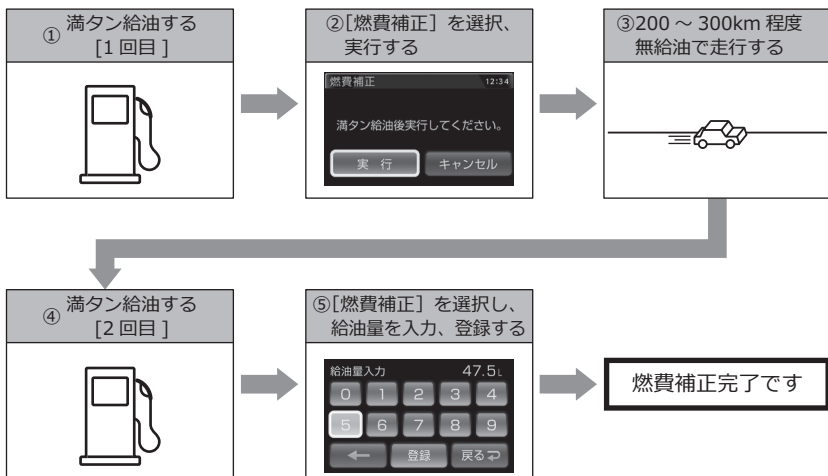 ① 満タン給油する
[1 回目 ]
②[燃費補正］を選択、
実行する
③200 ～ 300km 程度
無給油で走行する
燃費補正 12:34
満タン給油後実行してください。
実 行 キャンセル
④ 満タン給油する
[2 回目 ]
⑤[燃費補正］を選択し、
給油量を入力、登録する
給油量入力 47.5L
0 1 2 3 4
5 6 7 8 9
← 登録 戻る
燃費補正完了です